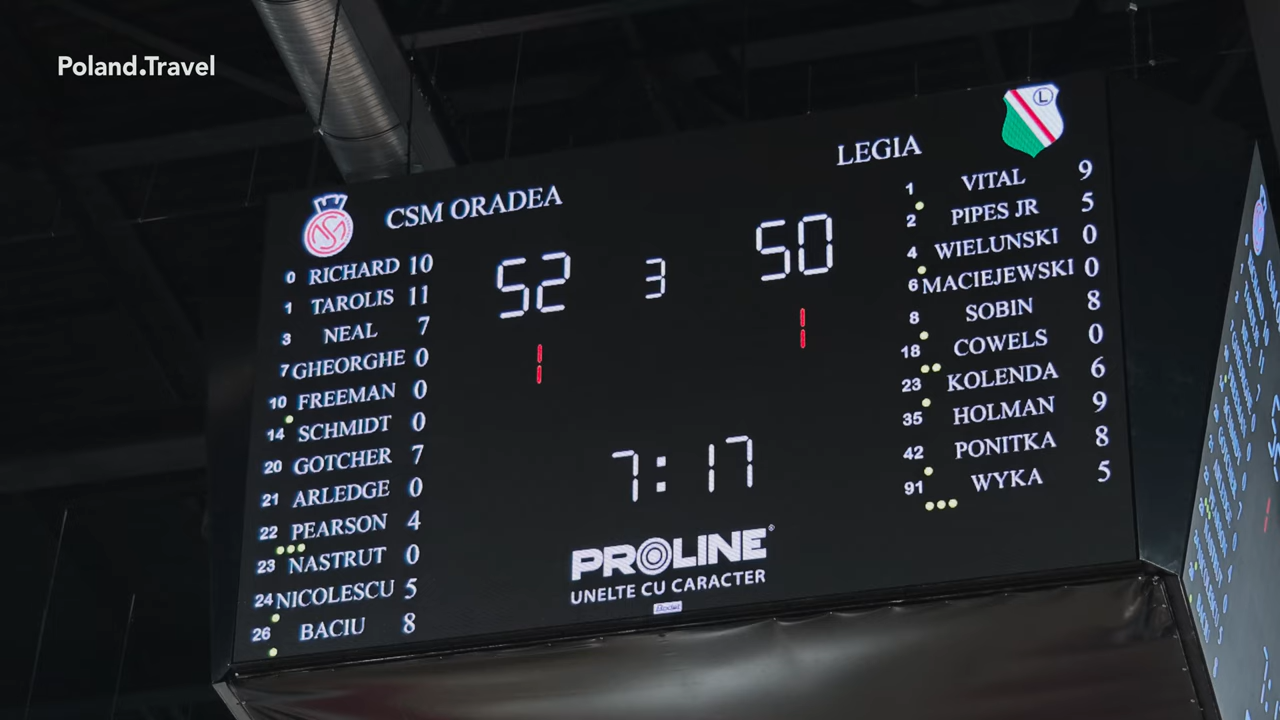 Poland.Travel
CSM ORADEA
LEGIA
0 RICHARD 10
1 TAROLIS 11
3 NEAL 7
7 GHEORGHE 0
10 FREEMAN 0
14 SCHMIDT 0
20 GOTCHER 7
21 ARLEDGE 0
22 PEARSON 4
23 NASTRUT 0
24 NICOLESCU 5
26 BACIU 8
52 3 50
1 1
7:17
PROLINE®
UNELTE CU CARACTER
1 VITAL 9
2 PIPES JR 5
4 WIELUNSKI 0
6 MACIEJEWSKI 0
8 SOBIN 8
18 COWELS 0
23 KOLENDA 6
35 HOLMAN 9
42 PONITKA 8
91 WYKA 5